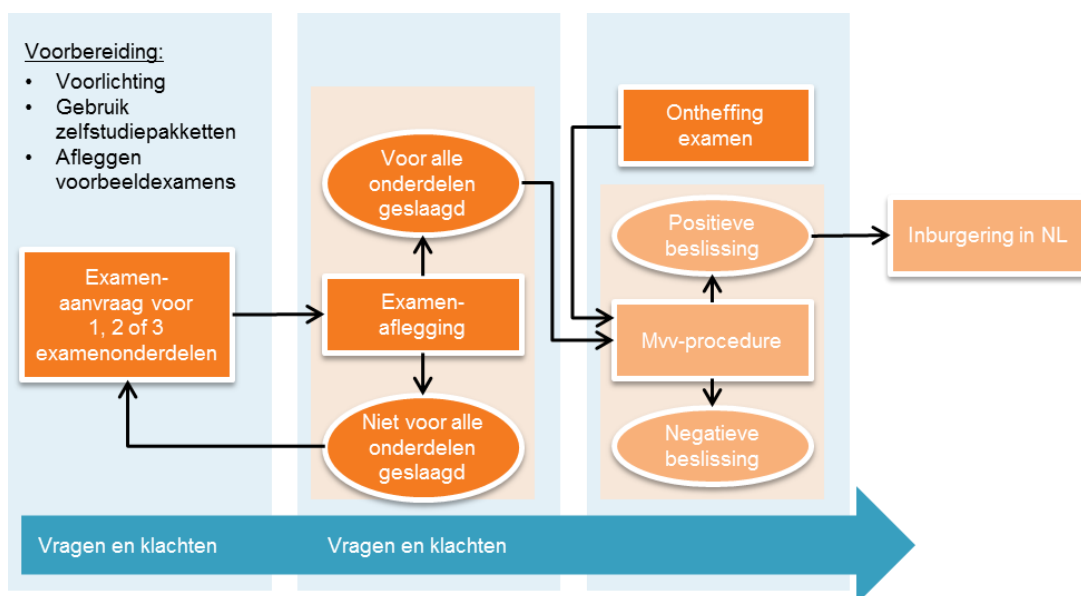 Voorbereiding:
• Voorlichting
• Gebruik
zelfstudiepakketten
• Afleggen
voorbeeldexamens
Examen-
aanvraag voor
1, 2 of 3
examenonderdelen
Voor alle
onderdelen
geslaagd
Examen-
aflegging
Niet voor alle
onderdelen
geslaagd
Ontheffing
examen
Positieve
beslissing
Mvv-procedure
Negatieve
beslissing
Inburgering in NL
Vragen en klachten
Vragen en klachten